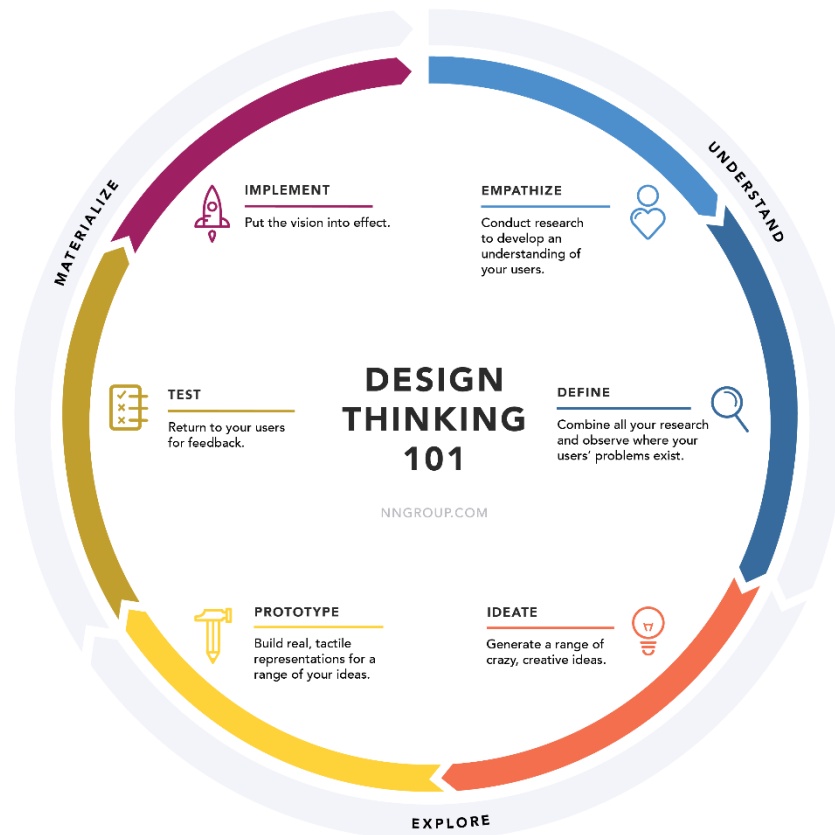 DESIGN
THINKING
101
NNGROUP.COM
UNDERSTAND
EMPATHIZE
Conduct research
to develop an
understanding of
your users.
DEFINE
Combine all your research
and observe where your
users' problems exist.
EXPLORE
IDEATE
Generate a range of
crazy, creative ideas.
PROTOTYPE
Build real, tactile
representations for a
range of your ideas.
MATERIALIZE
TEST
Return to your users
for feedback.
IMPLEMENT
Put the vision into effect.